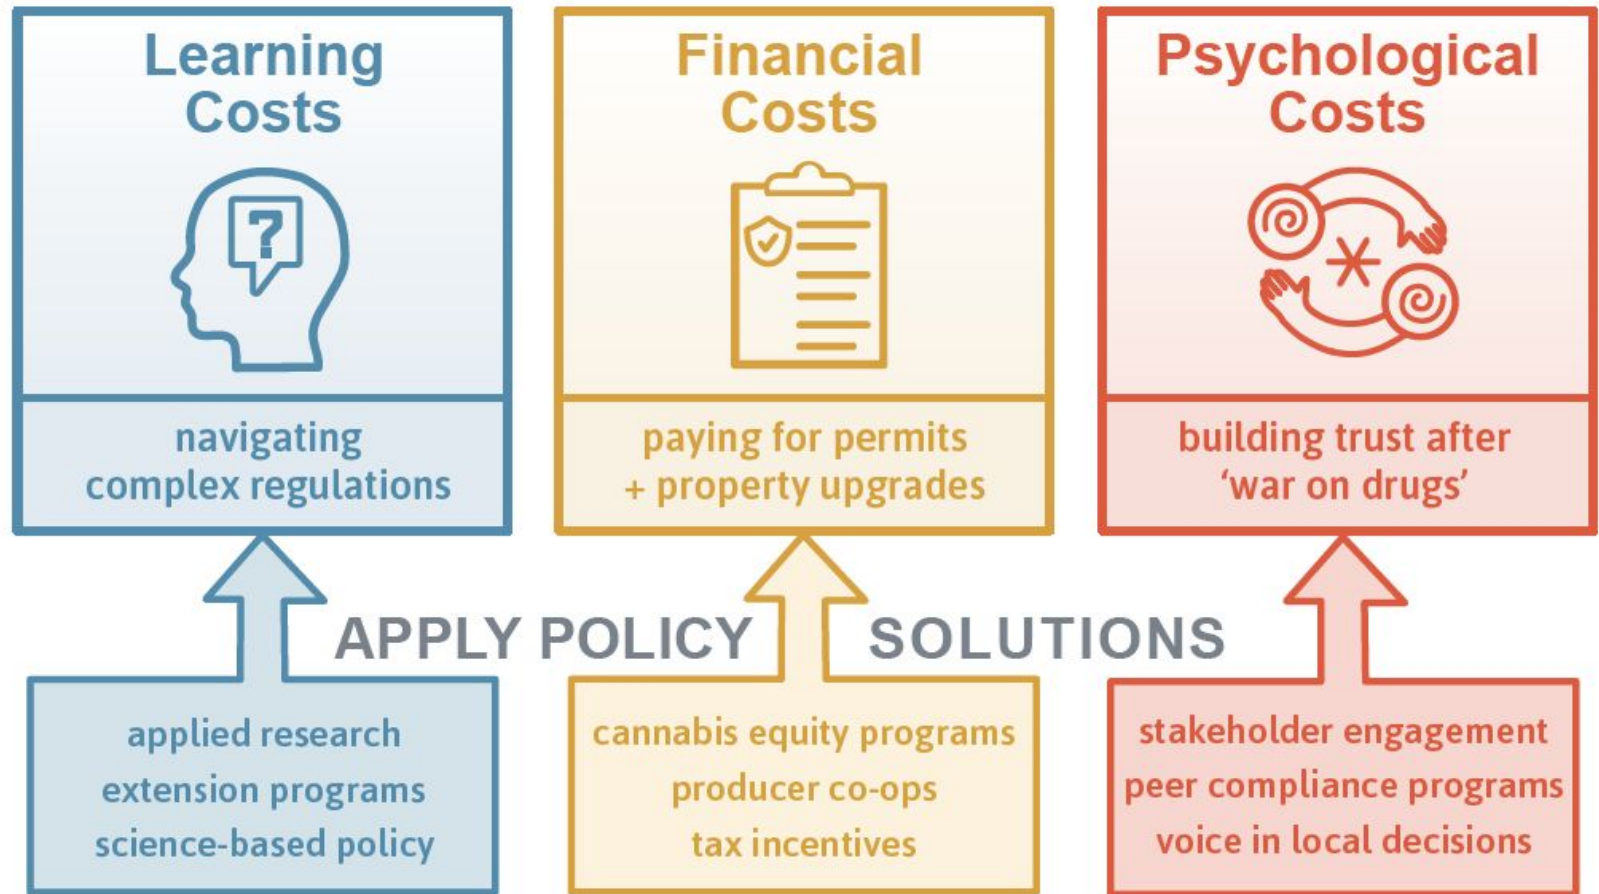 Learning
Costs
?
navigating
complex regulations
Financial
Costs
paying for permits
+ property upgrades
Psychological
Costs
building trust after
‘war on drugs’
APPLY POLICY SOLUTIONS
applied research
extension programs
science-based policy
cannabis equity programs
producer co-ops
tax incentives
stakeholder engagement
peer compliance programs
voice in local decisions